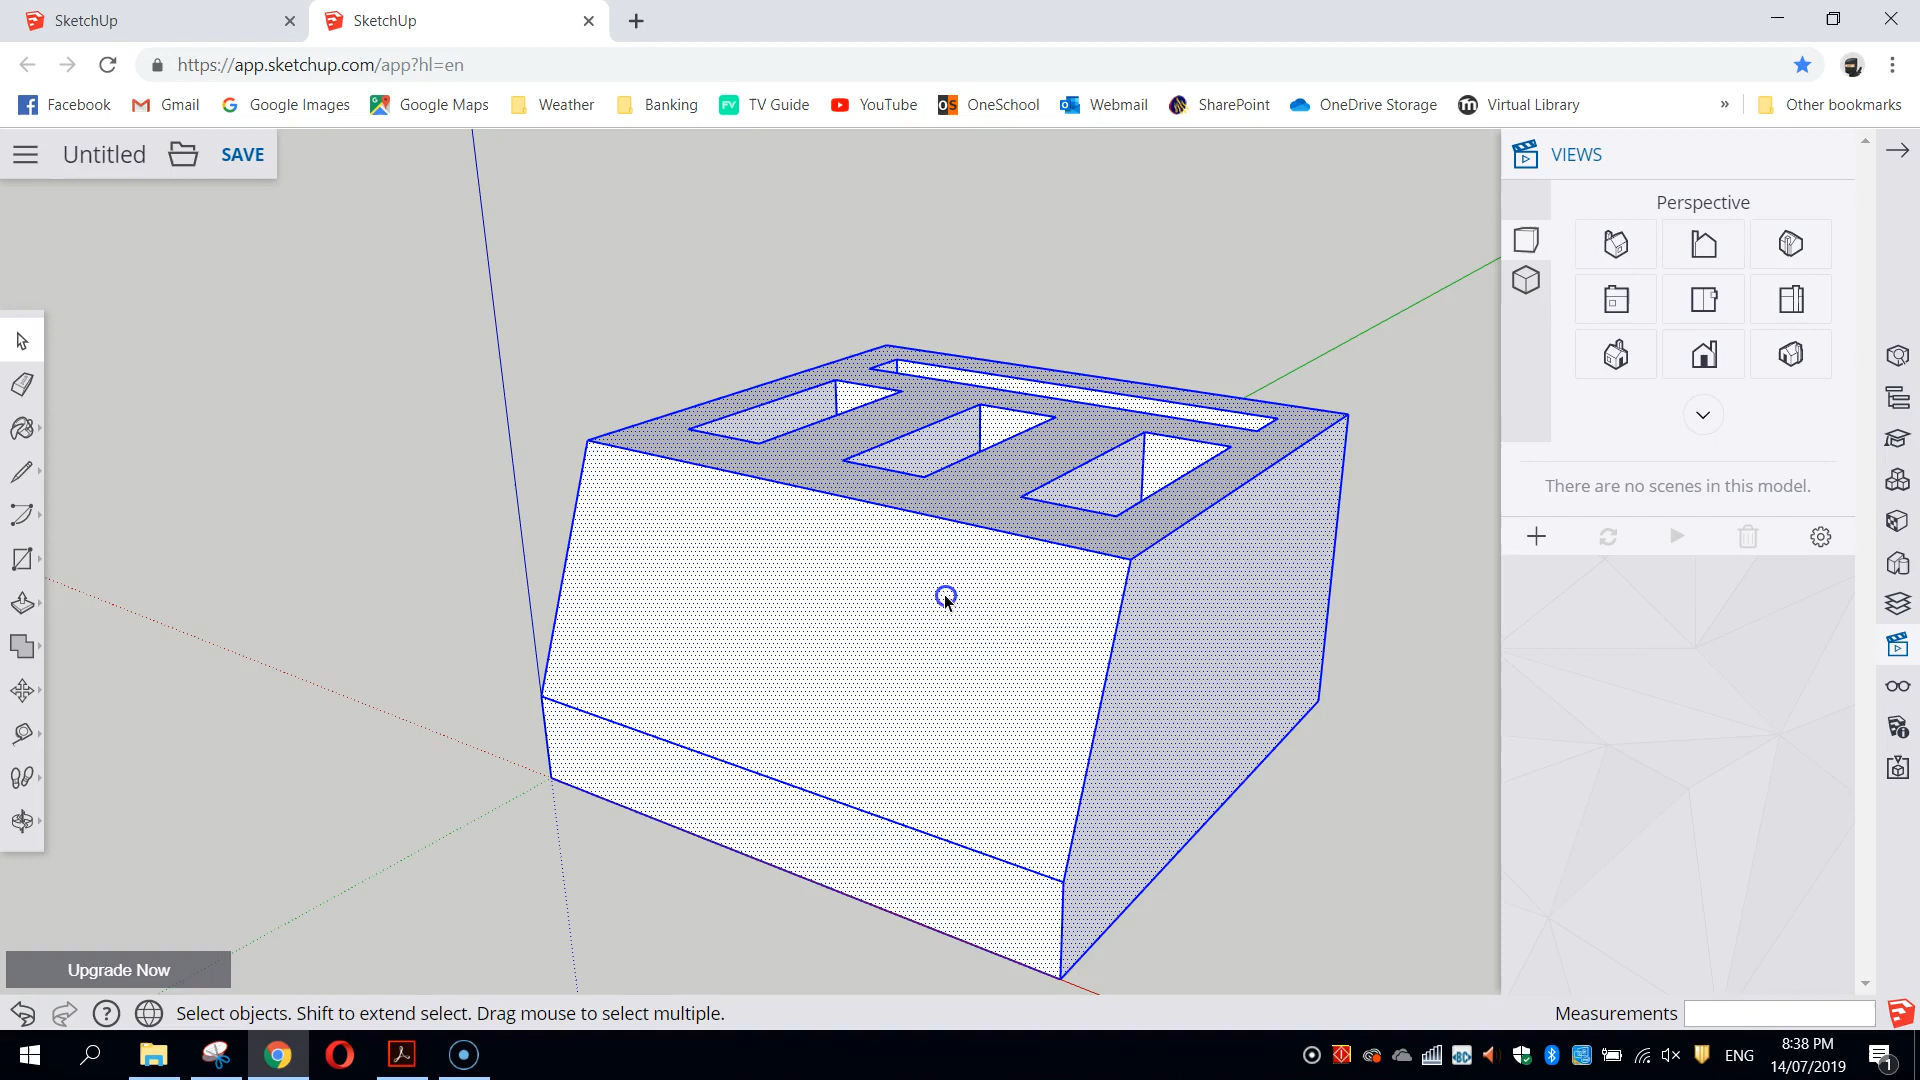 SketchUp
SketchUp
https://app.sketchup.com/app?hl=en
Facebook Gmail Google Images Google Maps Weather Banking TV Guide YouTube OneSchool Webmail SharePoint OneDrive Storage Virtual Library » Other bookmarks
Untitled SAVE
VIEWS
Perspective
There are no scenes in this model.
Upgrade Now
Select objects. Shift to extend select. Drag mouse to select multiple.
Measurements
ENG
8:38 PM
14/07/2019
1